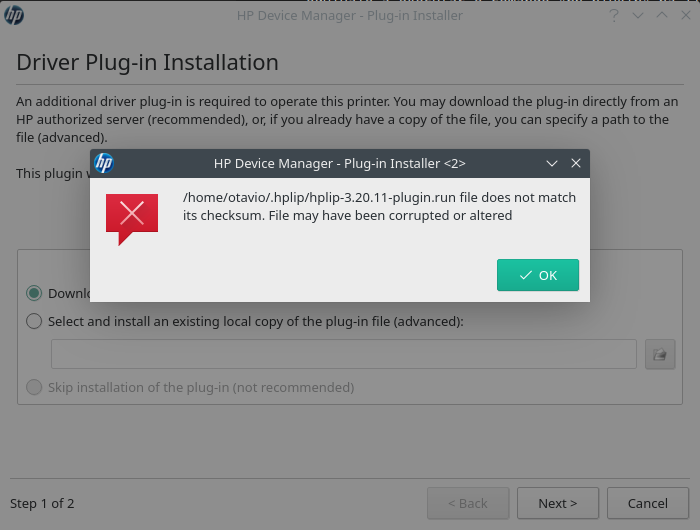 HP Device Manager - Plug-in Installer
Driver Plug-in Installation
An additional driver plug-in is required to operate this printer. You may download the plug-in directly from an
HP authorized server (recommended), or, if you already have a copy of the file, you can specify a path to the
file (advanced).
This plugin
HP Device Manager - Plug-in Installer <2>
/home/otavio/.hplip/hplip-3.20.11-plugin.run file does not match
its checksum. File may have been corrupted or altered
OK
Select and install an existing local copy of the plug-in file (advanced):
Skip installation of the plug-in (not recommended)
Step 1 of 2
< Back
Next >
Cancel